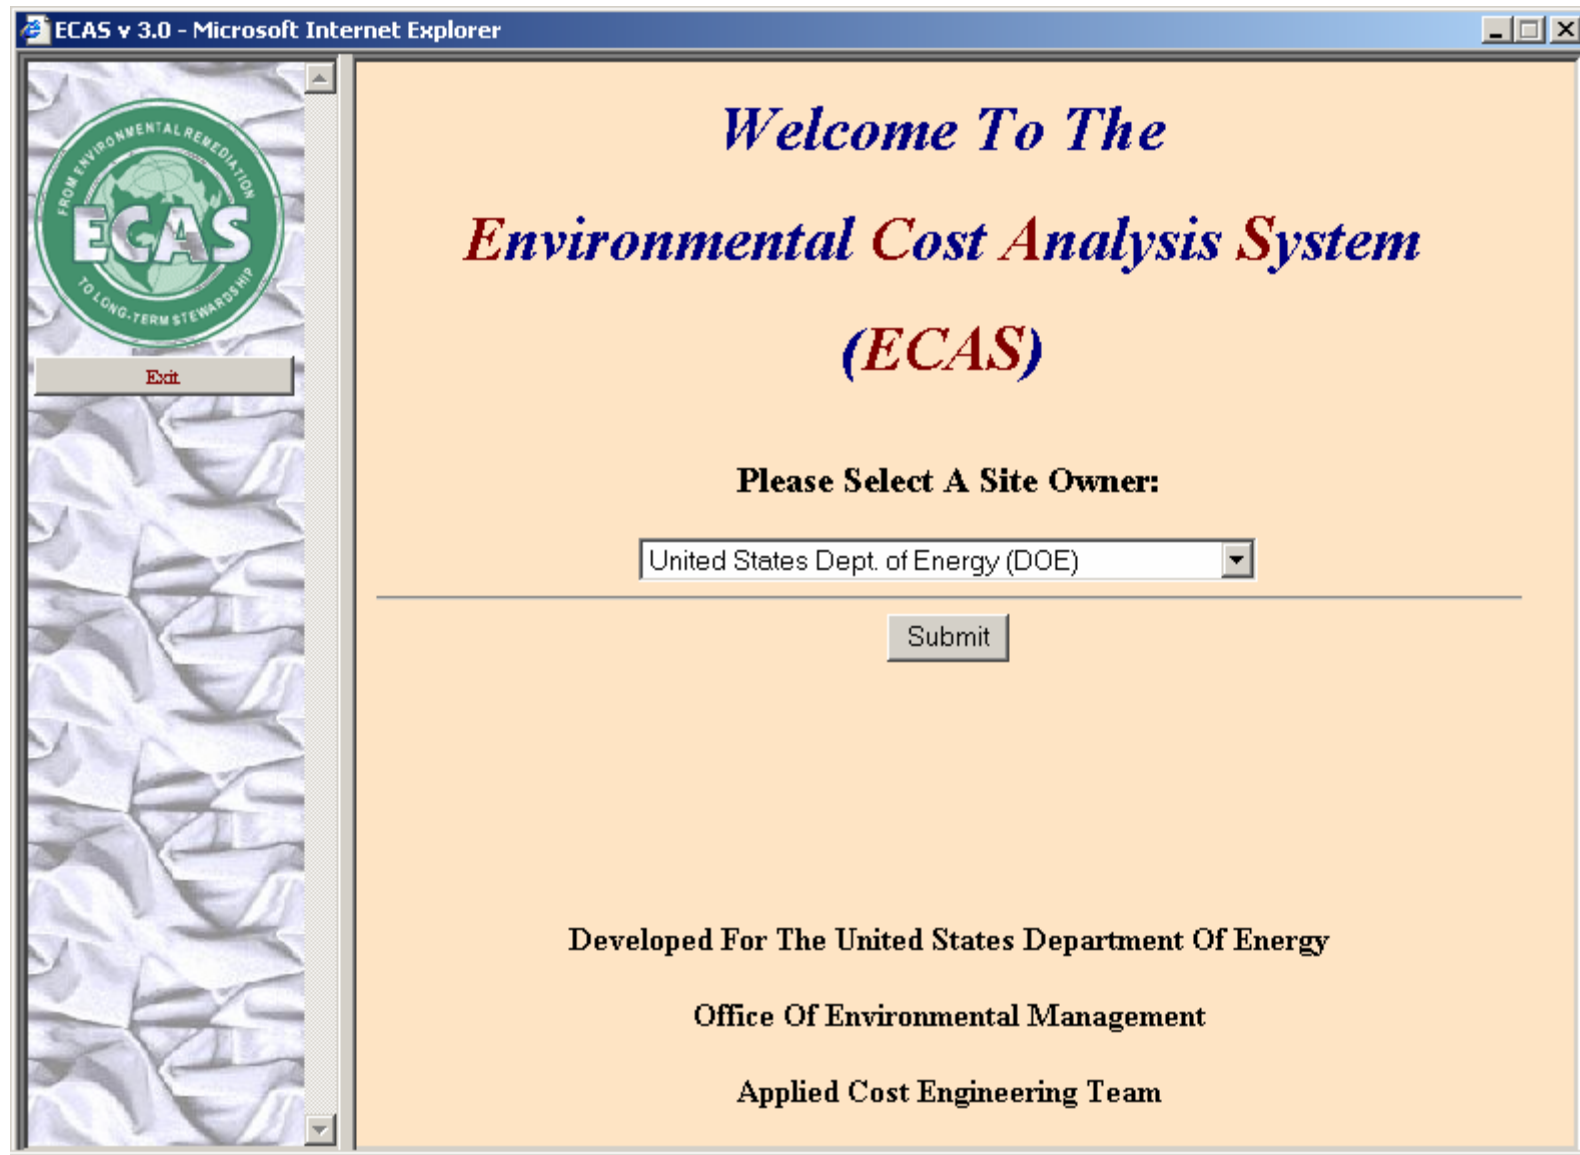 ECAS v 3.0 - Microsoft Internet Explorer
FROM ENVIRONMENTAL REMEDIATION
ECAS
TO LONG-TERM STEWARDSHIP
Exit
Welcome To The
Environmental Cost Analysis System
(ECAS)
Please Select A Site Owner:
United States Dept. of Energy (DOE)
Submit
Developed For The United States Department Of Energy
Office Of Environmental Management
Applied Cost Engineering Team